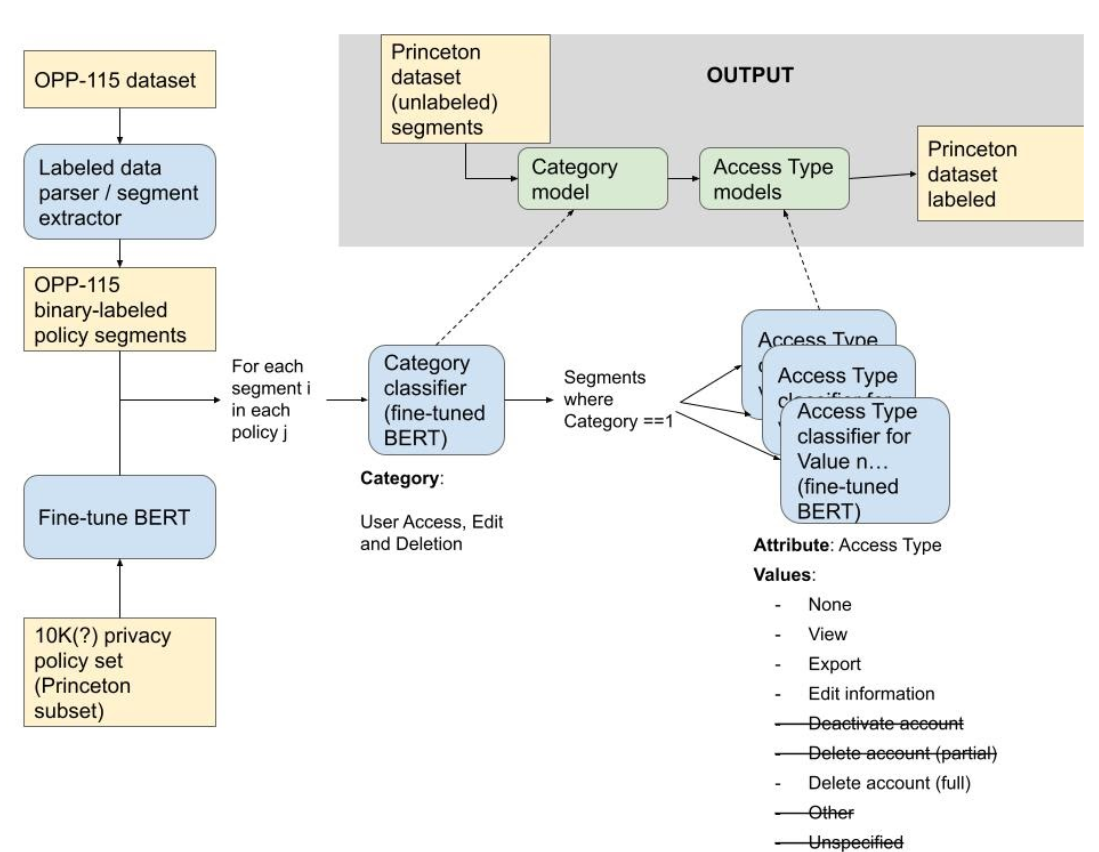 OPP-115 dataset
Labeled data
parser / segment
extractor
OPP-115
binary-labeled
policy segments
Fine-tune BERT
10K(?) privacy
policy set
(Princeton
subset)
For each
segment i
in each
policy j
Princeton
dataset
(unlabeled)
segments
OUTPUT
Category
model
Access Type
models
Princeton
dataset
labeled
Category
classifier
(fine-tuned
BERT)
Category:
User Access, Edit
and Deletion
Segments
where
Category ==1
Access Type
Access Type
classifier for
Access Type
classifier for
Value n...
(fine-tuned
BERT)
Attribute: Access Type
Values:
- None
- View
- Export
- Edit information
- Deactivate account
- Delete account (partial)
- Delete account (full)
- Other
- Unspecified